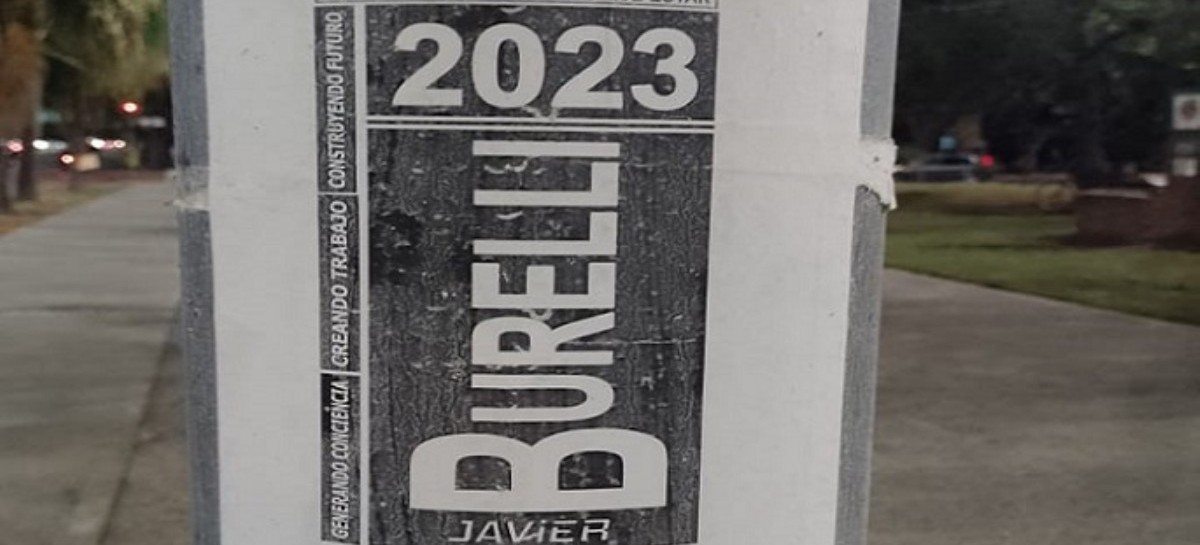 2023
BURELLI
JAViER
GENERANDO CONCIENCIA
CREANDO TRABAJO
CONSTRUYENDO FUTURO